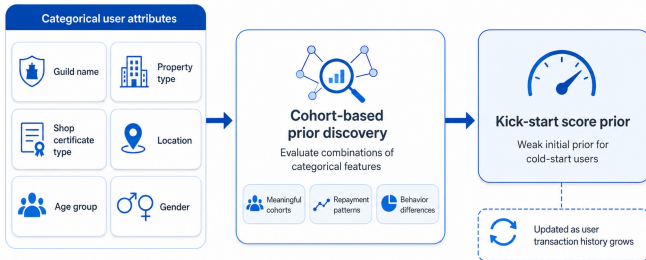 Categorical user attributes
Guild name
Property
type
Shop
certificate
type
Location
Age group
Gender
Cohort-based
prior discovery
Evaluate combinations of
categorical features
Meaningful
cohorts
Repayment
patterns
Behavior
differences
Kick-start score prior
Weak initial prior for
cold-start users
Updated as user
transaction history grows